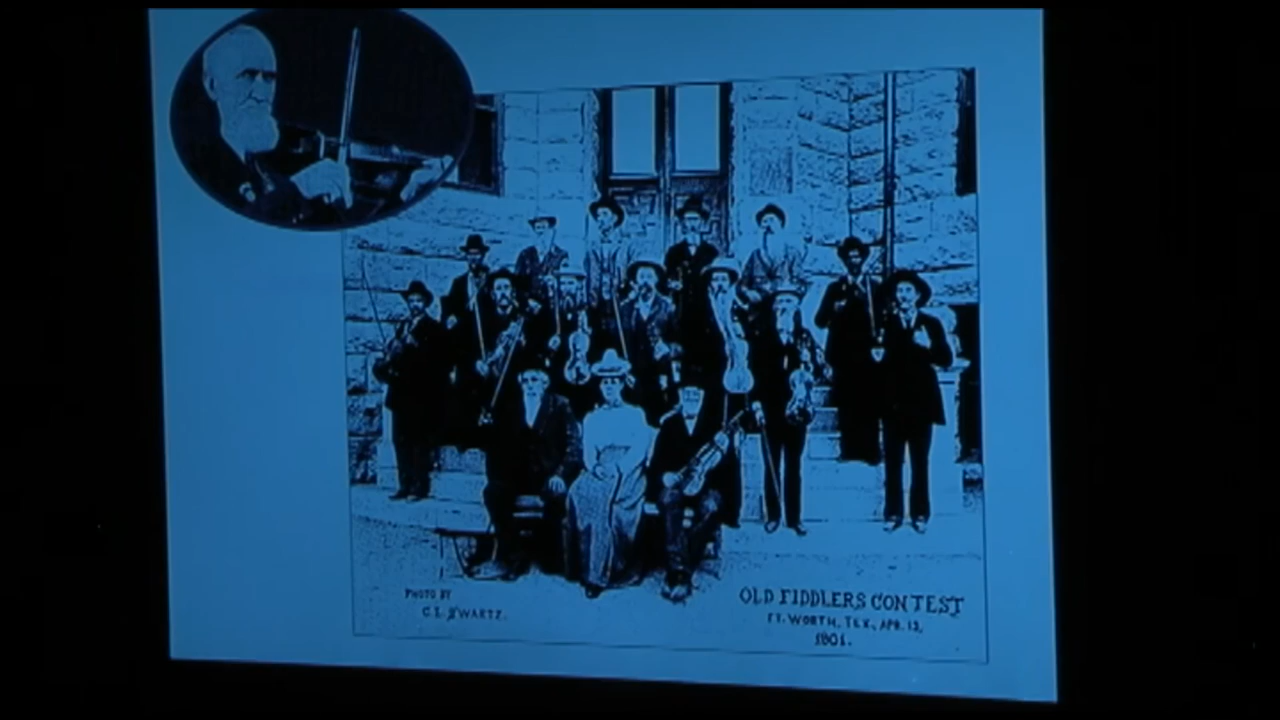 PHOTO BY
C.L. SWARTZ.
OLD FIDDLERS CONTEST
FT. WORTH, TEX., APR. 13,
1901.